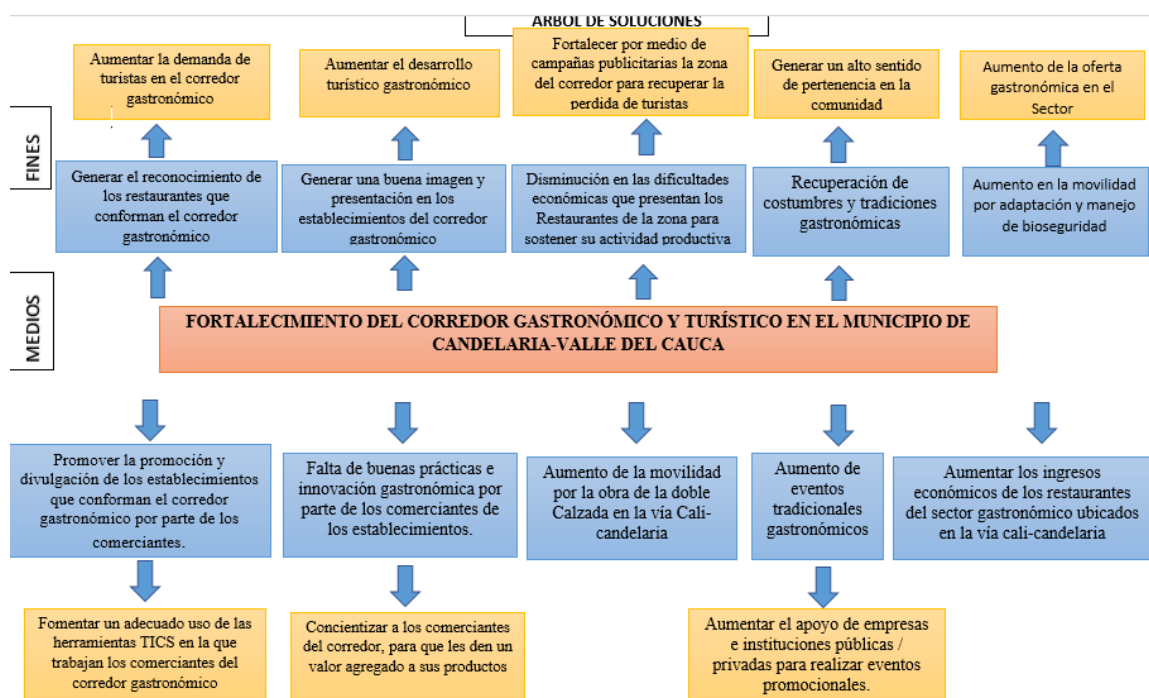 ARBOL DE SOLUCIONES
Aumentar la demanda de
turistas en el corredor
gastronómico
Aumentar el desarrollo
turístico gastronómico
Fortalecer por medio de
campañas publicitarias la zona
del corredor para recuperar la
perdida de turistas
Generar un alto sentido
de pertenencia en la
comunidad
Aumento de la oferta
gastronómica en el
Sector
FINES
Generar el reconocimiento de
los restaurantes que
conforman el corredor
gastronómico
Generar una buena imagen y
presentación en los
establecimientos del corredor
gastronómico
Disminución en las dificultades
económicas que presentan los
Restaurantes de la zona para
sostener su actividad productiva
Recuperación de
costumbres y tradiciones
gastronómicas
Aumento en la movilidad
por adaptación y manejo
de bioseguridad
MEDIOS
FORTALECIMIENTO DEL CORREDOR GASTRONÓMICO Y TURÍSTICO EN EL MUNICIPIO DE
CANDELARIA-VALLE DEL CAUCA
Promover la promoción y
divulgación de los establecimientos
que conforman el corredor
gastronómico por parte de los
comerciantes.
Falta de buenas prácticas e
innovación gastronómica por
parte de los comerciantes de
los establecimientos.
Aumento de la movilidad
por la obra de la doble
Calzada en la vía Cali-
candelaria
Aumento de
eventos
tradicionales
gastronómicos
Aumentar los ingresos
económicos de los restaurantes
del sector gastronómico ubicados
en la vía cali-candelaria
Fomentar un adecuado uso de las
herramientas TICS en la que
trabajan los comerciantes del
corredor gastronómico
Concientizar a los comerciantes
del corredor, para que les den un
valor agregado a sus productos
Aumentar el apoyo de empresas
e instituciones públicas /
privadas para realizar eventos
promocionales.